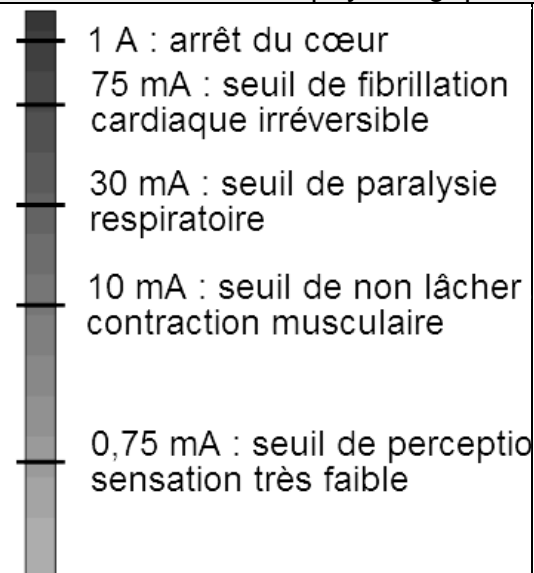 1 A : arrêt du cœur
75 mA : seuil de fibrillation
cardiaque irréversible
30 mA : seuil de paralysie
respiratoire
10 mA : seuil de non lâcher
contraction musculaire
0,75 mA : seuil de perceptio
sensation très faible